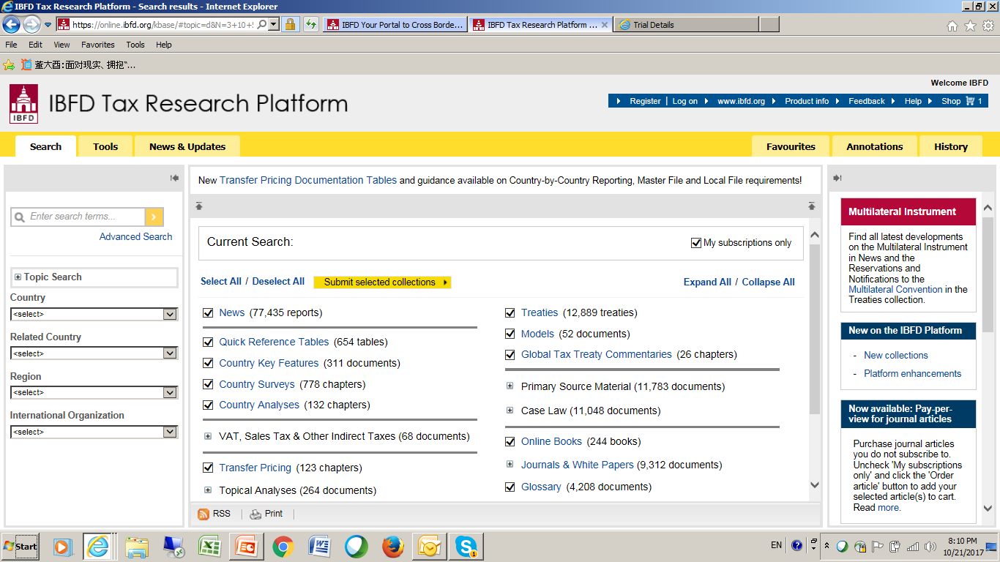 IBFD Tax Research Platform - Search results - Internet Explorer
https://online.ibfd.org/kbase/#topic=d&N=3+10+5
IBFD Your Portal to Cross Borde...
IBFD Tax Research Platform ...
Trial Details
File Edit View Favorites Tools Help
董大酉:面对现实、拥抱“...
Welcome IBFD
IBFD
IBFD Tax Research Platform
Register | Log on www.ibfd.org Product info Feedback Help Shop 1
Search Tools News & Updates Favourites Annotations History
Enter search terms...
Advanced Search
Topic Search
Country
<select>
Related Country
<select>
Region
<select>
International Organization
<select>
New Transfer Pricing Documentation Tables and guidance available on Country-by-Country Reporting, Master File and Local File requirements!
Current Search:
My subscriptions only
Select All / Deselect All Submit selected collections Expand All / Collapse All
News (77,435 reports)
Quick Reference Tables (654 tables)
Country Key Features (311 documents)
Country Surveys (778 chapters)
Country Analyses (132 chapters)
VAT, Sales Tax & Other Indirect Taxes (68 documents)
Transfer Pricing (123 chapters)
Topical Analyses (264 documents)
Treaties (12,889 treaties)
Models (52 documents)
Global Tax Treaty Commentaries (26 chapters)
Primary Source Material (11,783 documents)
Case Law (11,048 documents)
Online Books (244 books)
Journals & White Papers (9,312 documents)
Glossary (4,208 documents)
RSS | Print |
Multilateral Instrument
Find all latest developments
on the Multilateral Instrument
in News and the
Reservations and
Notifications to the
Multilateral Convention in the
Treaties collection.
New on the IBFD Platform
- New collections
- Platform enhancements
Now available: Pay-per-
view for journal articles
Purchase journal articles
you do not subscribe to.
Uncheck 'My subscriptions
only' and click the 'Order
article' button to add your
selected article(s) to cart.
Read more.
Start
EN
8:10 PM
10/21/2017